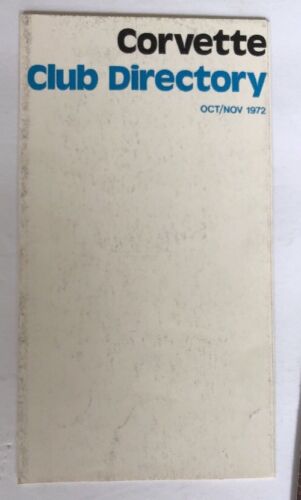 Corvette
Club Directory
OCT/NOV 1972